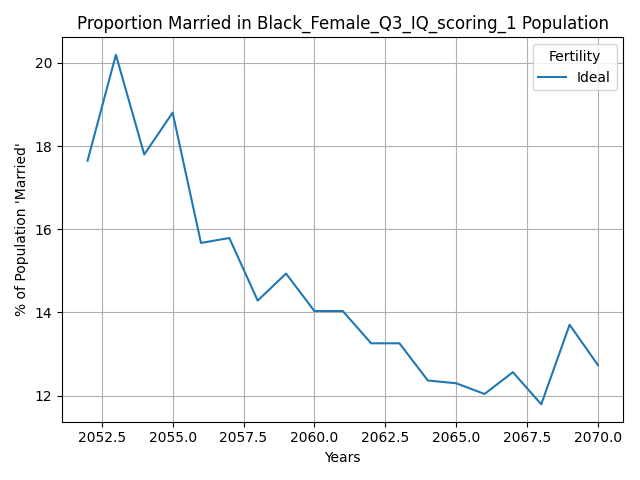 Proportion Married in Black_Female_Q3_IQ_scoring_1 Population
Fertility
Ideal
% of Population 'Married'
20
18
16
14
12
2052.5 2055.0 2057.5 2060.0 2062.5 2065.0 2067.5 2070.0
Years